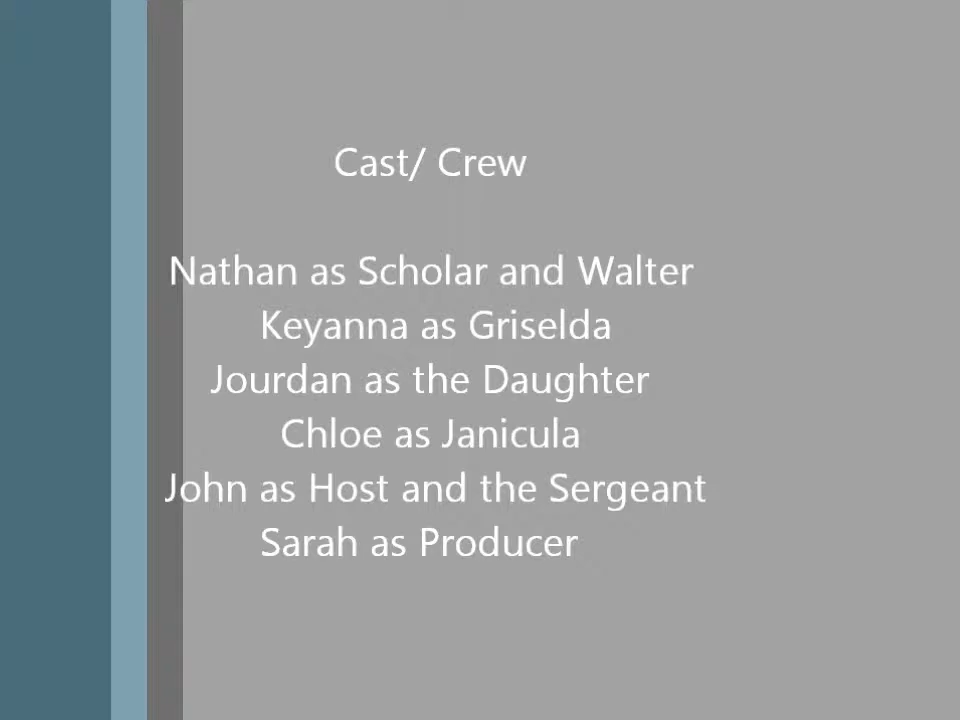 Cast/ Crew
Nathan as Scholar and Walter
Keyanna as Griselda
Jourdan as the Daughter
Chloe as Janicula
John as Host and the Sergeant
Sarah as Producer